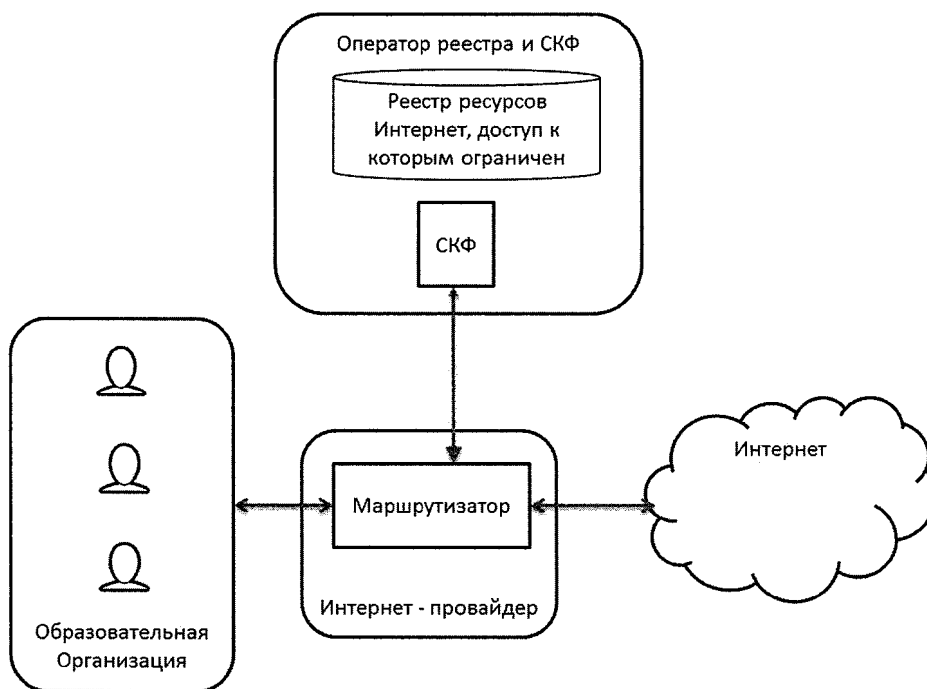 Оператор реестра и СКФ
Реестр ресурсов
Интернет, доступ к
которым ограничен
СКФ
Интернет
Маршрутизатор
Интернет - провайдер
Образовательная
Организация